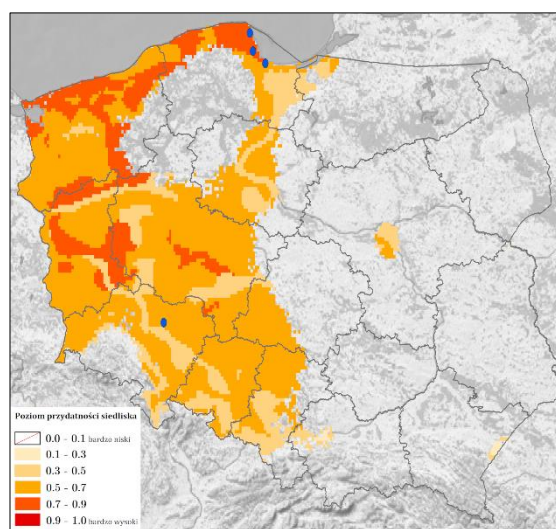 Poziom przydatności siedliska
0.0 - 0.1 bardzo niski
0.1 - 0.3
0.3 - 0.5
0.5 - 0.7
0.7 - 0.9
0.9 - 1.0 bardzo wysoki